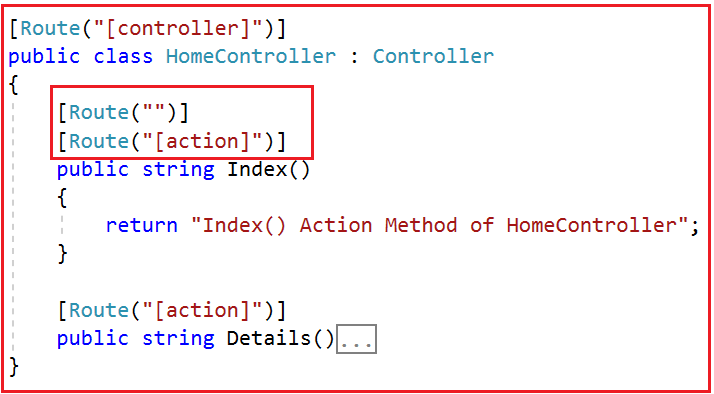 [Route("[controller]")]
public class HomeController : Controller
{
[Route("")]
[Route("[action]")]
public string Index()
{
return "Index() Action Method of HomeController";
}
[Route("[action]")]
public string Details()...
}